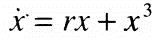 ẋ = rx + x³